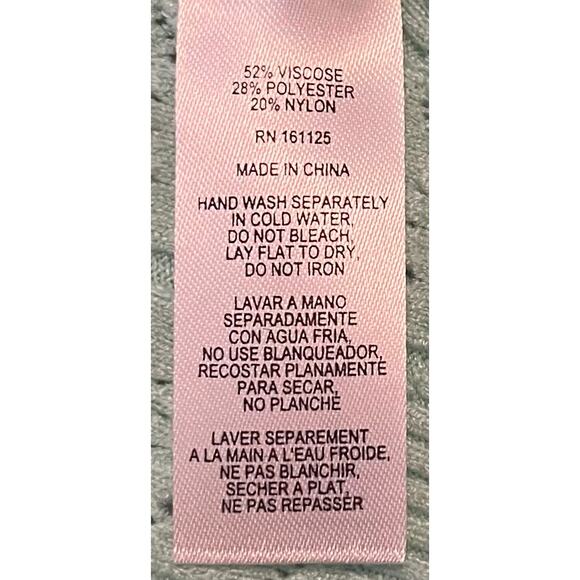 52% VISCOSE
28% POLYESTER
20% NYLON
RN 161125
MADE IN CHINA
HAND WASH SEPARATELY
IN COLD WATER,
DO NOT BLEACH,
LAY FLAT TO DRY,
DO NOT IRON
LAVAR A MANO
SEPARADAMENTE
CON AGUA FRIA,
NO USE BLANQUEADOR,
RECOSTAR PLANAMENTE
PARA SECAR,
NO PLANCHE
LAVER SEPAREMENT
A LA MAIN A L'EAU FROIDE,
NE PAS BLANCHIR,
SECHER A PLAT,
NE PAS REPASSER